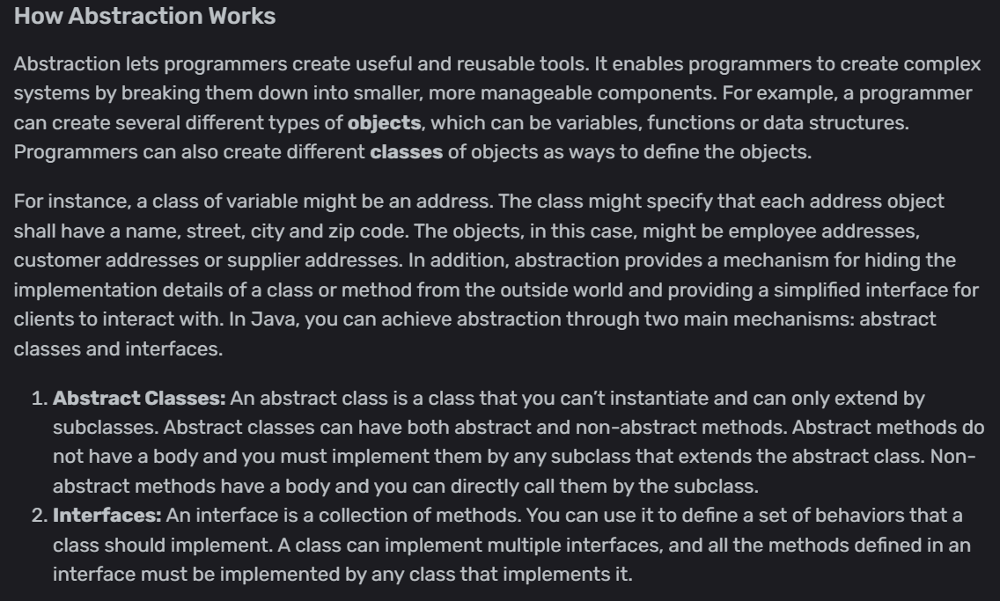 How Abstraction Works
Abstraction lets programmers create useful and reusable tools. It enables programmers to create complex
systems by breaking them down into smaller, more manageable components. For example, a programmer
can create several different types of objects, which can be variables, functions or data structures.
Programmers can also create different classes of objects as ways to define the objects.
For instance, a class of variable might be an address. The class might specify that each address object
shall have a name, street, city and zip code. The objects, in this case, might be employee addresses,
customer addresses or supplier addresses. In addition, abstraction provides a mechanism for hiding the
implementation details of a class or method from the outside world and providing a simplified interface for
clients to interact with. In Java, you can achieve abstraction through two main mechanisms: abstract
classes and interfaces.
1. Abstract Classes: An abstract class is a class that you can’t instantiate and can only extend by
subclasses. Abstract classes can have both abstract and non-abstract methods. Abstract methods do
not have a body and you must implement them by any subclass that extends the abstract class. Non-
abstract methods have a body and you can directly call them by the subclass.
2. Interfaces: An interface is a collection of methods. You can use it to define a set of behaviors that a
class should implement. A class can implement multiple interfaces, and all the methods defined in an
interface must be implemented by any class that implements it.